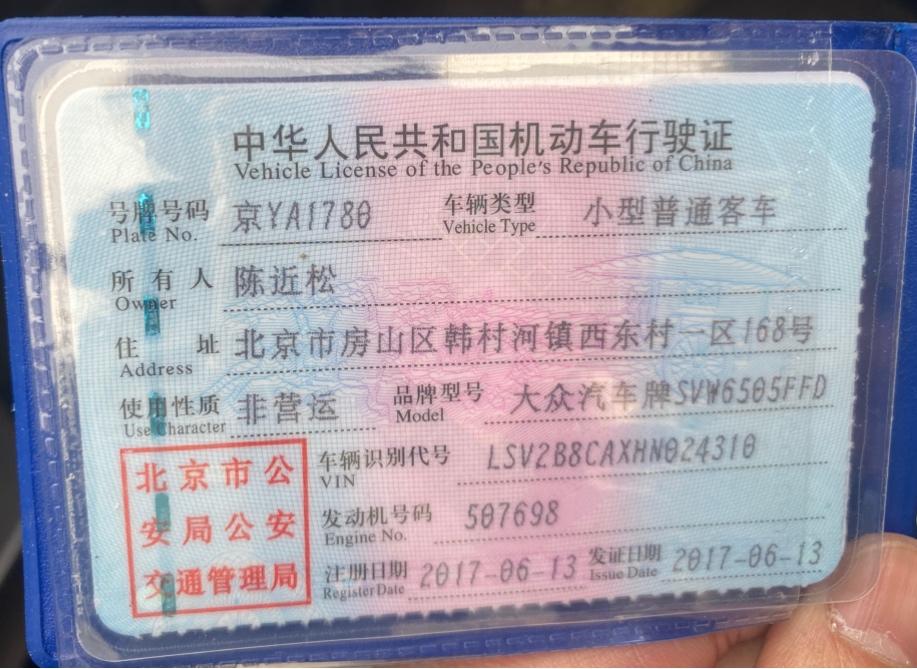 中华人民共和国机动车行驶证
Vehicle License of the People's Republic of China
号牌号码 京YA1780 车辆类型 小型普通客车
Plate No. Vehicle Type
所有人 陈近松
Owner
住址 北京市房山区韩村河镇西东村一区168号
Address
使用性质 非营运 品牌型号 大众汽车牌SVW6505FFD
Use Character Model
北京市公
安局公安
交通管理局
车辆识别代号 LSV2B8CAXHN024310
VIN
发动机号码 507698
Engine No.
注册日期 2017-06-13 发证日期 2017-06-13
Register Date Issue Date